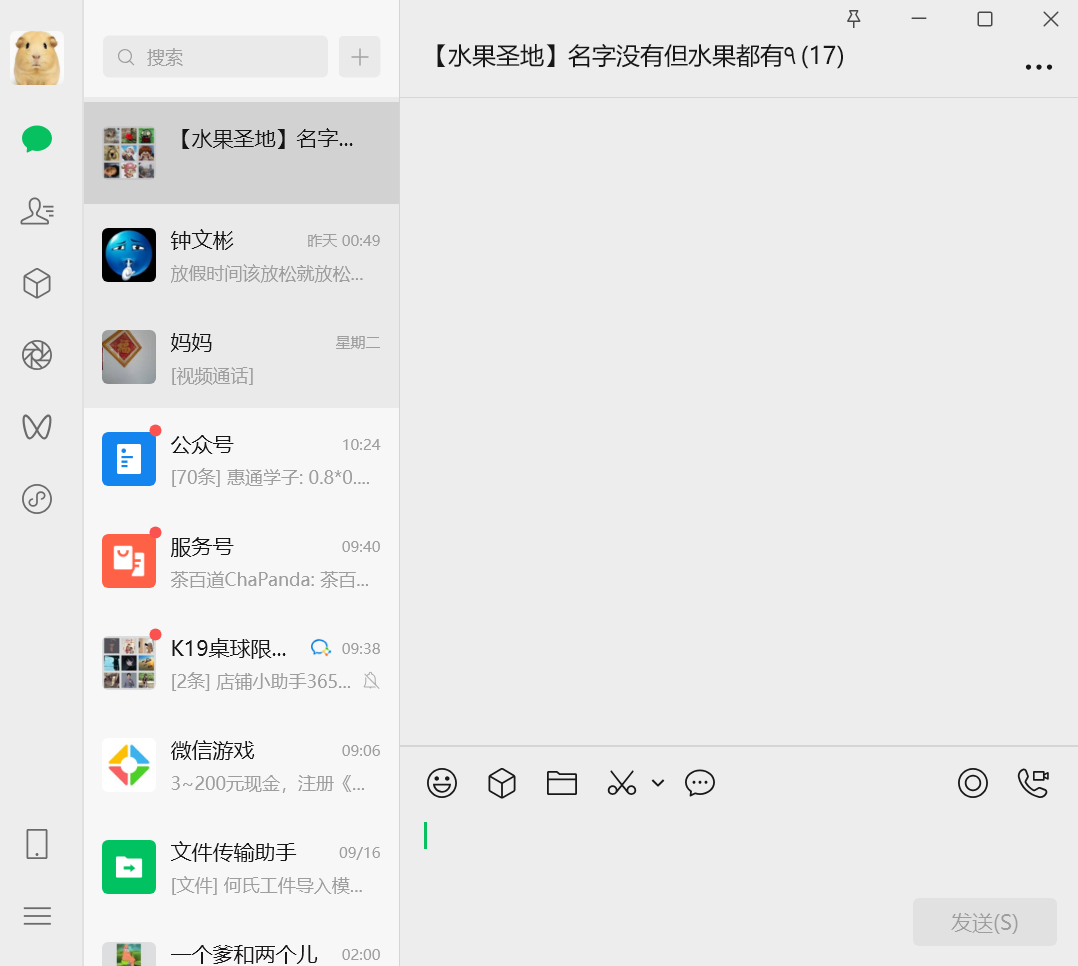 搜索
【水果圣地】名字没有但水果都有٩ (17)
【水果圣地】名字...
钟文彬 昨天 00:49
放假时间该放松就放松...
妈妈 星期二
[视频通话]
公众号 10:24
[70条] 惠通学子: 0.8*0....
服务号 09:40
茶百道ChaPanda: 茶百...
K19桌球限... 09:38
[2条] 店铺小助手365...
微信游戏 09:06
3~200元现金，注册《...
文件传输助手 09/16
[文件] 何氏工件导入模...
一个爹和两个儿 02:00
发送(S)